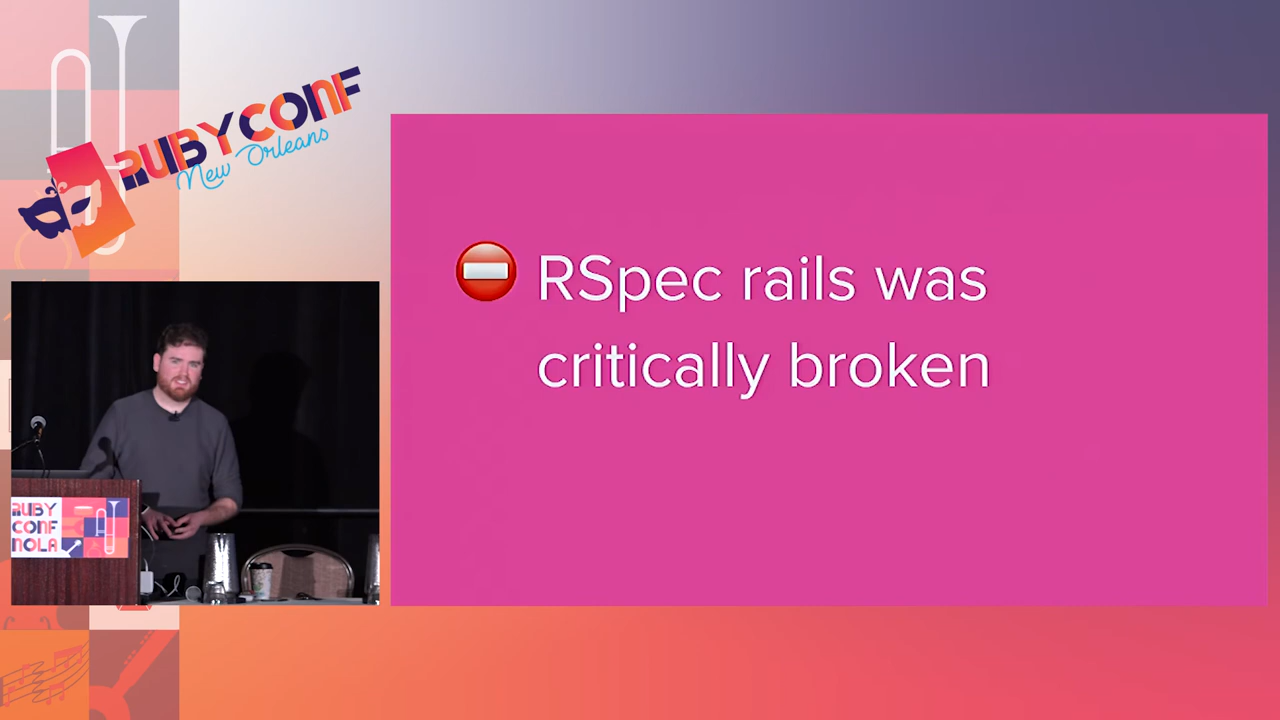 RUBYCONF
New Orleans
RSpec rails was
critically broken
RUBY
CONF
NOLA